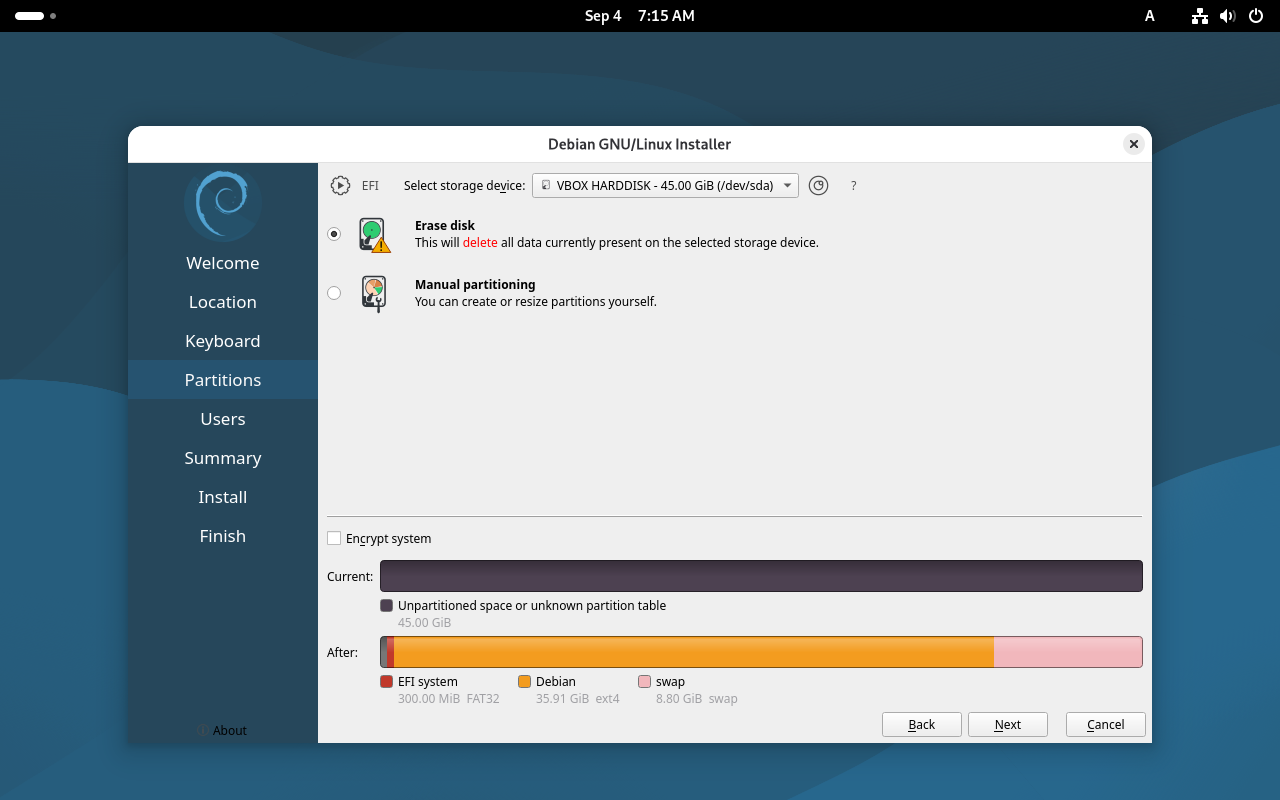 Sep 4 7:15 AM A
Debian GNU/Linux Installer
EFI Select storage device: VBOX HARDDISK - 45.00 GiB (/dev/sda) ?
Erase disk
This will delete all data currently present on the selected storage device.
Manual partitioning
You can create or resize partitions yourself.
Welcome
Location
Keyboard
Partitions
Users
Summary
Install
Finish
Encrypt system
Current:
Unpartitioned space or unknown partition table
45.00 GiB
After:
EFI system Debian swap
300.00 MiB FAT32 35.91 GiB ext4 8.80 GiB swap
About
Back Next Cancel